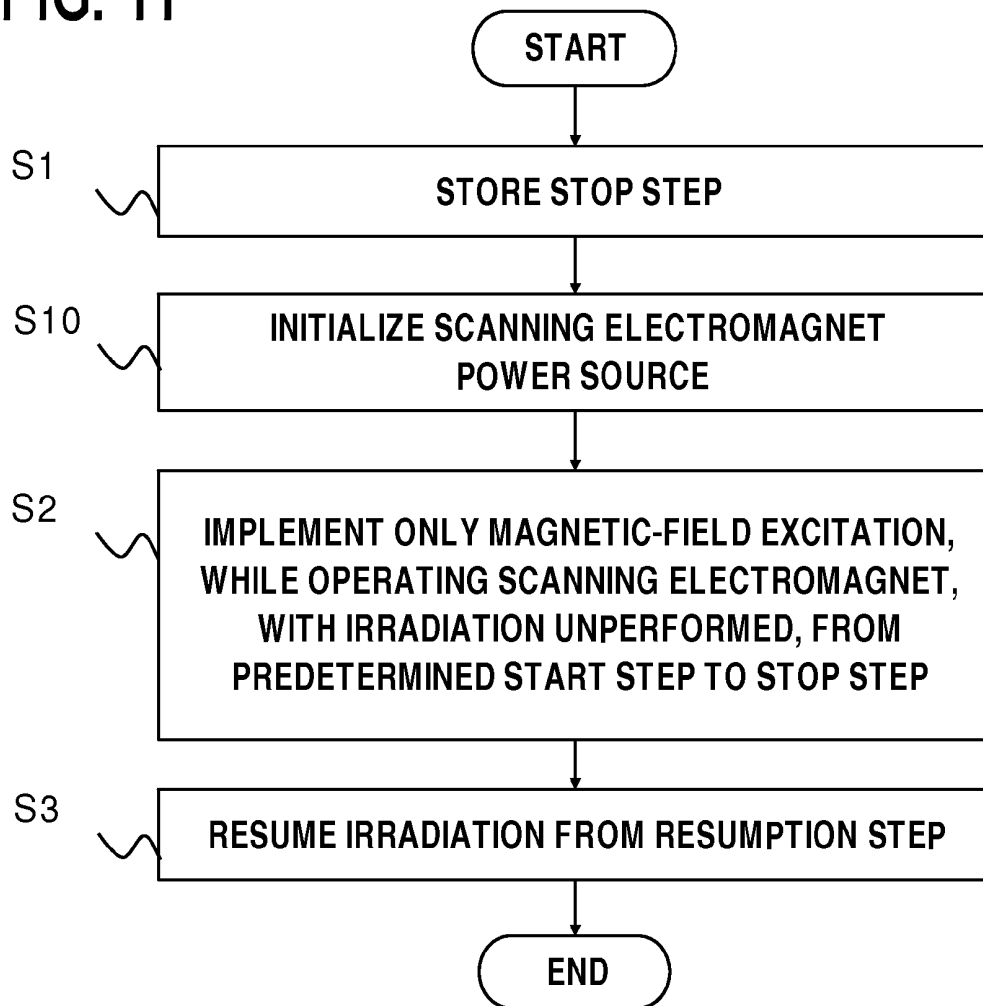 FIG. 11
START
S1
STORE STOP STEP
S10
INITIALIZE SCANNING ELECTROMAGNET
POWER SOURCE
S2
IMPLEMENT ONLY MAGNETIC-FIELD EXCITATION,
WHILE OPERATING SCANNING ELECTROMAGNET,
WITH IRRADIATION UNPERFORMED, FROM
PREDETERMINED START STEP TO STOP STEP
S3
RESUME IRRADIATION FROM RESUMPTION STEP
END